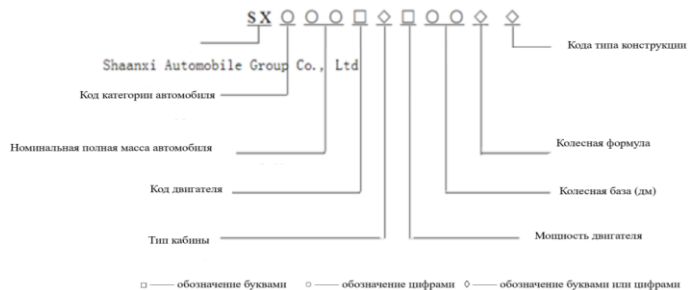 SX○○○□◇□○○◇◇
Кода типа конструкции
Shaanxi Automobile Group Co., Ltd
Код категории автомобиля
Номинальная полная масса автомобиля
Колесная формула
Код двигателя
Колесная база (дм)
Тип кабины
Мощность двигателя
□ —— обозначение буквами ○ —— обозначение цифрами ◇ —— обозначение буквами или цифрами